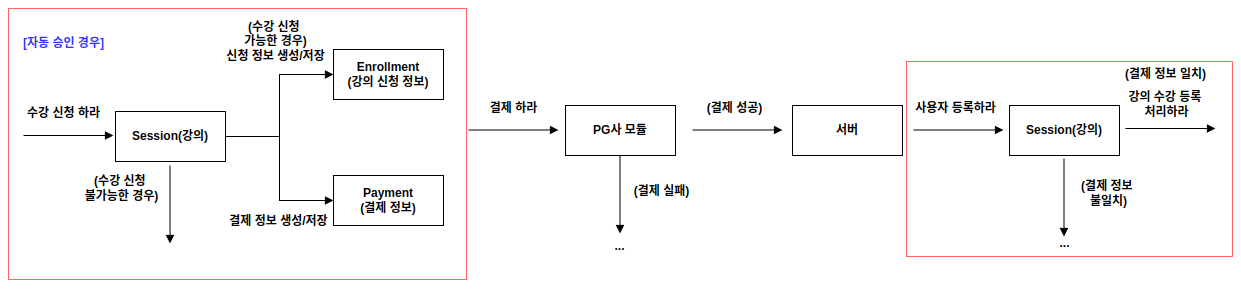 [자동 승인 경우]
(수강 신청
가능한 경우)
신청 정보 생성/저장
수강 신청 하라
Session(강의)
(수강 신청
불가능한 경우)
Enrollment
(강의 신청 정보)
Payment
(결제 정보)
결제 정보 생성/저장
결제 하라
PG사 모듈
(결제 실패)
...
(결제 성공)
서버
사용자 등록하라
Session(강의)
(결제 정보 일치)
강의 수강 등록
처리하라
(결제 정보
불일치)
...